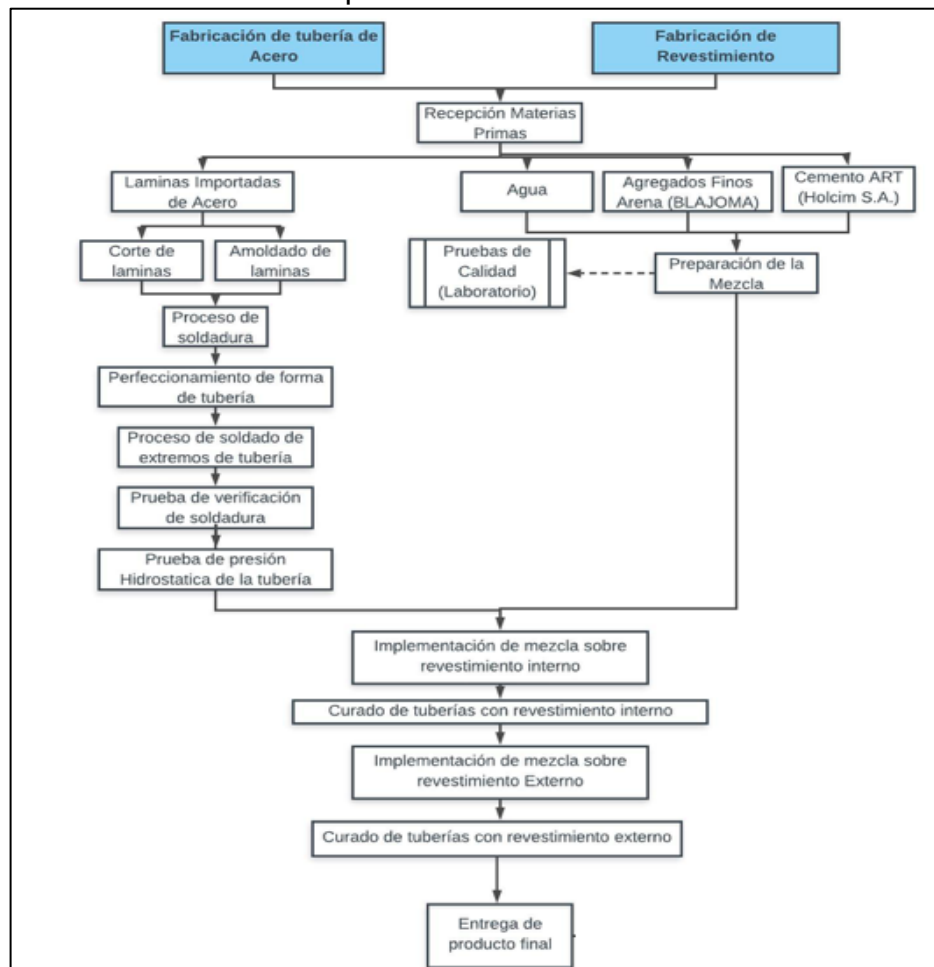 Fabricación de tubería de
Acero
Fabricación de
Revestimiento
Recepción Materias
Primas
Laminas Importadas
de Acero
Agua
Agregados Finos
Arena (BLAJOMA)
Cemento ART
(Holcim S.A.)
Corte de
laminas
Amoldado de
laminas
Pruebas de
Calidad
(Laboratorio)
Preparación de la
Mezcla
Proceso de
soldadura
Perfeccionamiento de forma
de tubería
Proceso de soldado de
extremos de tubería
Prueba de verificación
de soldadura
Prueba de presión
Hidrostatica de la tubería
Implementación de mezcla sobre
revestimiento interno
Curado de tuberías con revestimiento interno
Implementación de mezcla sobre
revestimiento Externo
Curado de tuberías con revestimiento externo
Entrega de
producto final